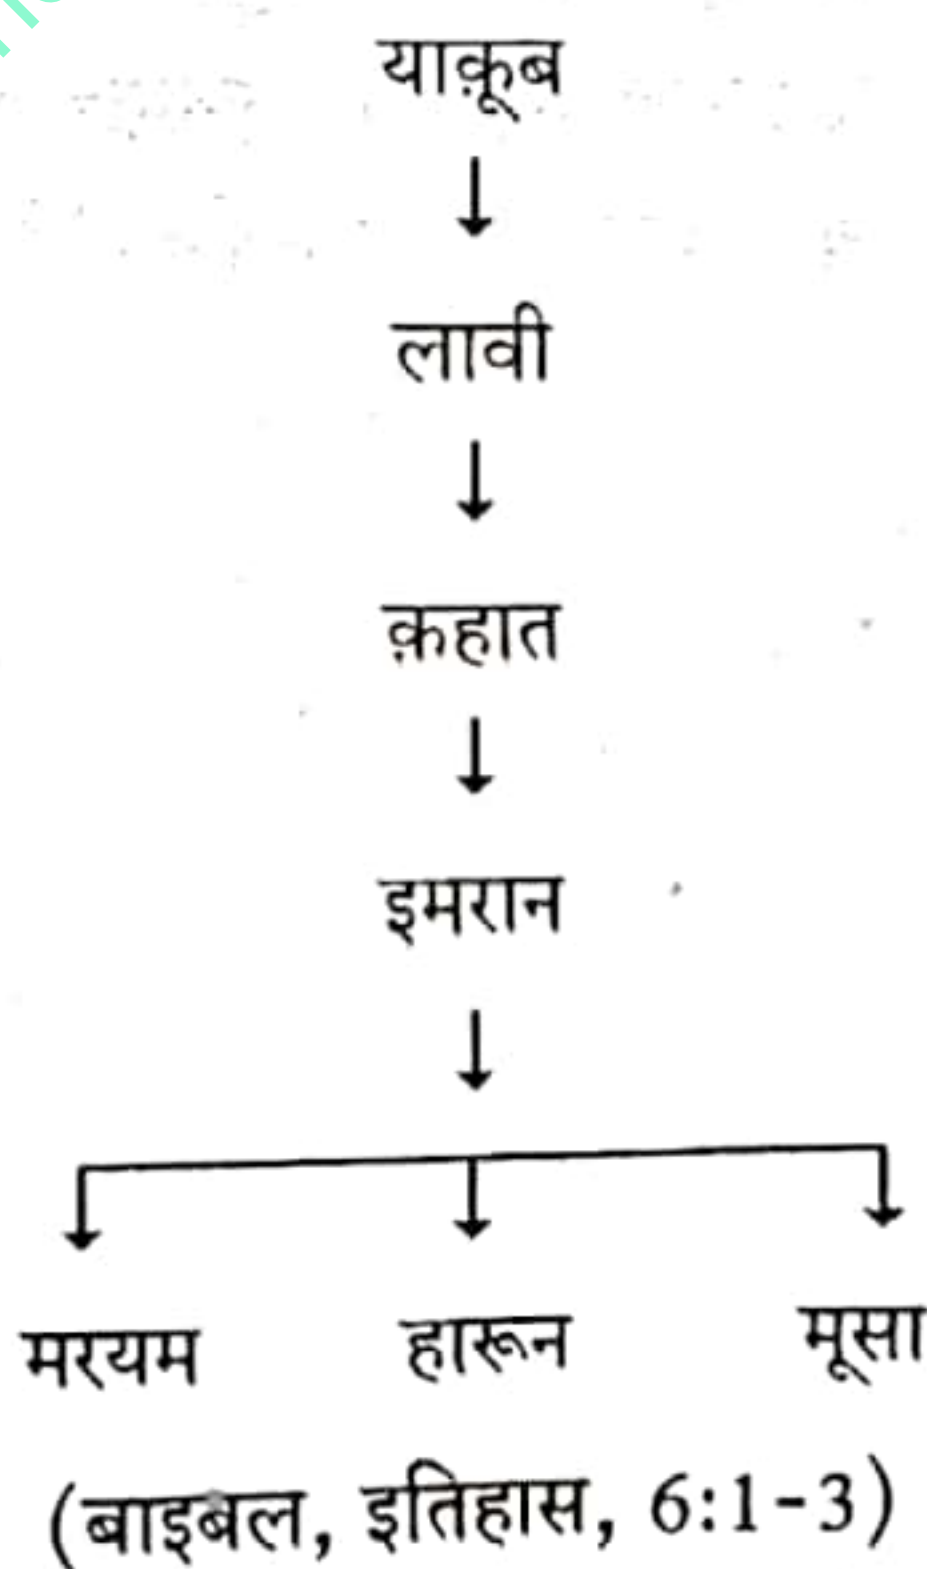 याक़ूब
लावी
क़हात
इमरान
मरयम हारून मूसा
(बाइबल, इतिहास, 6:1-3)